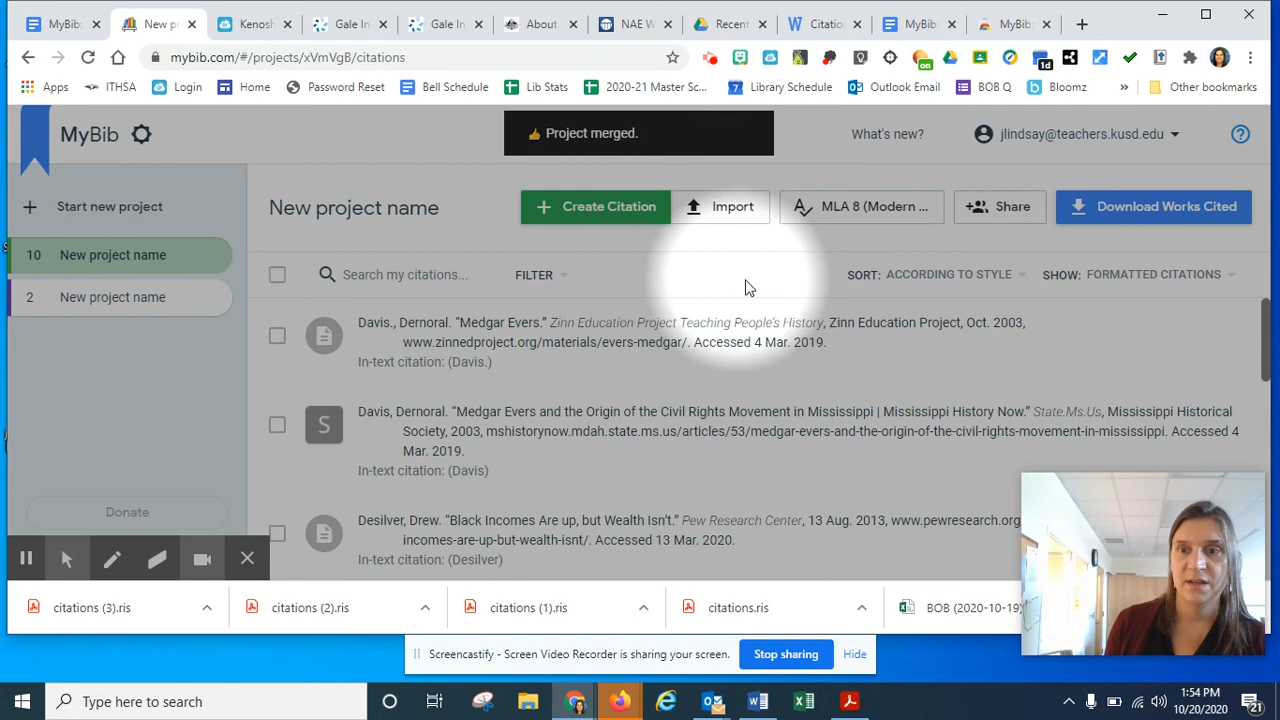 MyBib:
New pr
Kenosh
Gale In
Gale In
About
NAE W
Recent
Citatio
MyBib
MyBib:
mybib.com/#/projects/xVmVgB/citations
on
1d
Apps
ITHSA
Login
Home
Password Reset
Bell Schedule
Lib Stats
2020-21 Master Sc...
7 Library Schedule
Outlook Email
BOB Q
Bloomz
»
Other bookmarks
MyBib
👍 Project merged.
What's new?
jlindsay@teachers.kusd.edu
?
+ Start new project
New project name
+ Create Citation
Import
MLA 8 (Modern ...
Share
Download Works Cited
10 New project name
2 New project name
Search my citations...
FILTER
SORT: ACCORDING TO STYLE
SHOW: FORMATTED CITATIONS
Davis., Dernoral. “Medgar Evers.” Zinn Education Project Teaching People’s History, Zinn Education Project, Oct. 2003,
www.zinnedproject.org/materials/evers-medgar/. Accessed 4 Mar. 2019.
In-text citation: (Davis.)
S
Davis, Dernoral. “Medgar Evers and the Origin of the Civil Rights Movement in Mississippi | Mississippi History Now.” State.Ms.Us, Mississippi Historical
Society, 2003, mshistorynow.mdah.state.ms.us/articles/53/medgar-evers-and-the-origin-of-the-civil-rights-movement-in-mississippi. Accessed 4
Mar. 2019.
In-text citation: (Davis)
Desilver, Drew. “Black Incomes Are up, but Wealth Isn’t.” Pew Research Center, 13 Aug. 2013, www.pewresearch.org
incomes-are-up-but-wealth-isnt/. Accessed 13 Mar. 2020.
In-text citation: (Desilver)
Donate
citations (3).ris
citations (2).ris
citations (1).ris
citations.ris
BOB (2020-10-19)
Screencastify - Screen Video Recorder is sharing your screen.
Stop sharing
Hide
Type here to search
1:54 PM
10/20/2020
21